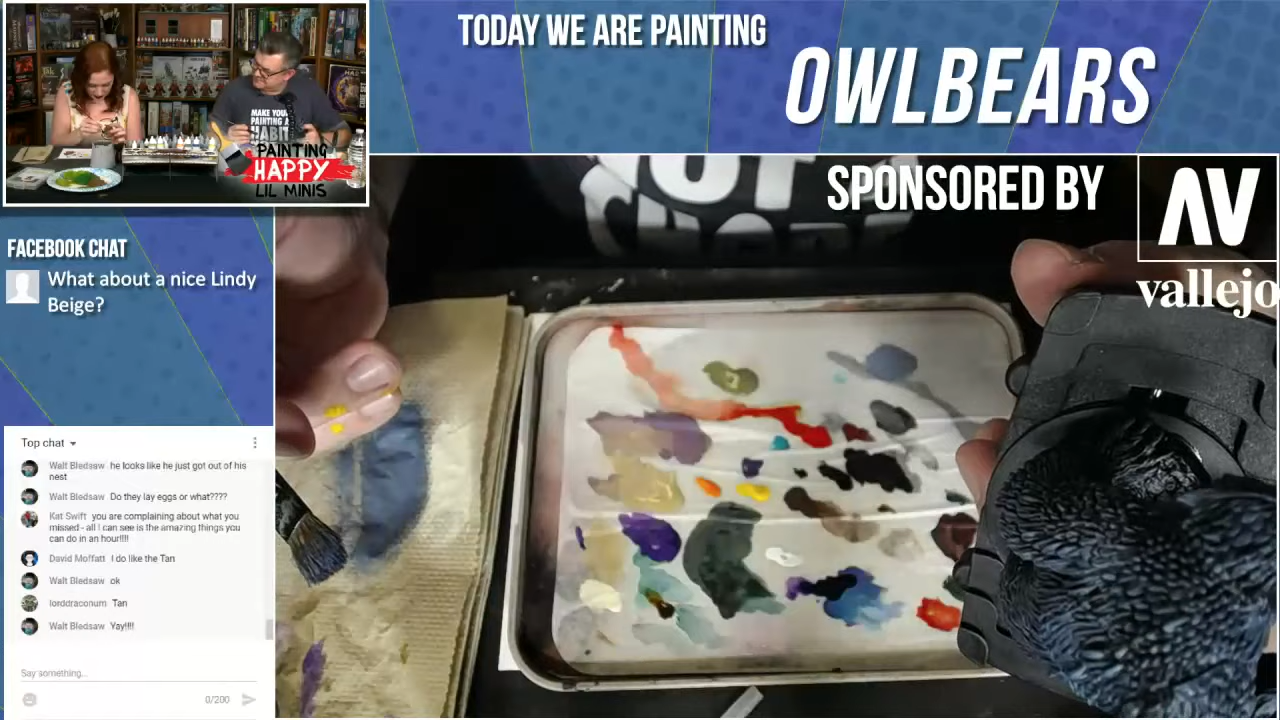 TODAY WE ARE PAINTING
OWLBEARS
SPONSORED BY
AV
vallejo
MAKE YOUR
PAINTING A
HABIT
PAINTING
HAPPY
LIL MINIS
FACEBOOK CHAT
What about a nice Lindy
Beige?
Top chat
Walt Bledsaw he looks like he just got out of his
nest
Walt Bledsaw Do they lay eggs or what????
Kat Swift you are complaining about what you
missed - all I can see is the amazing things you
can do in an hour!!!!
David Moffatt I do like the Tan
Walt Bledsaw ok
lorddraconum Tan
Walt Bledsaw Yay!!!!
Say something...
0/200